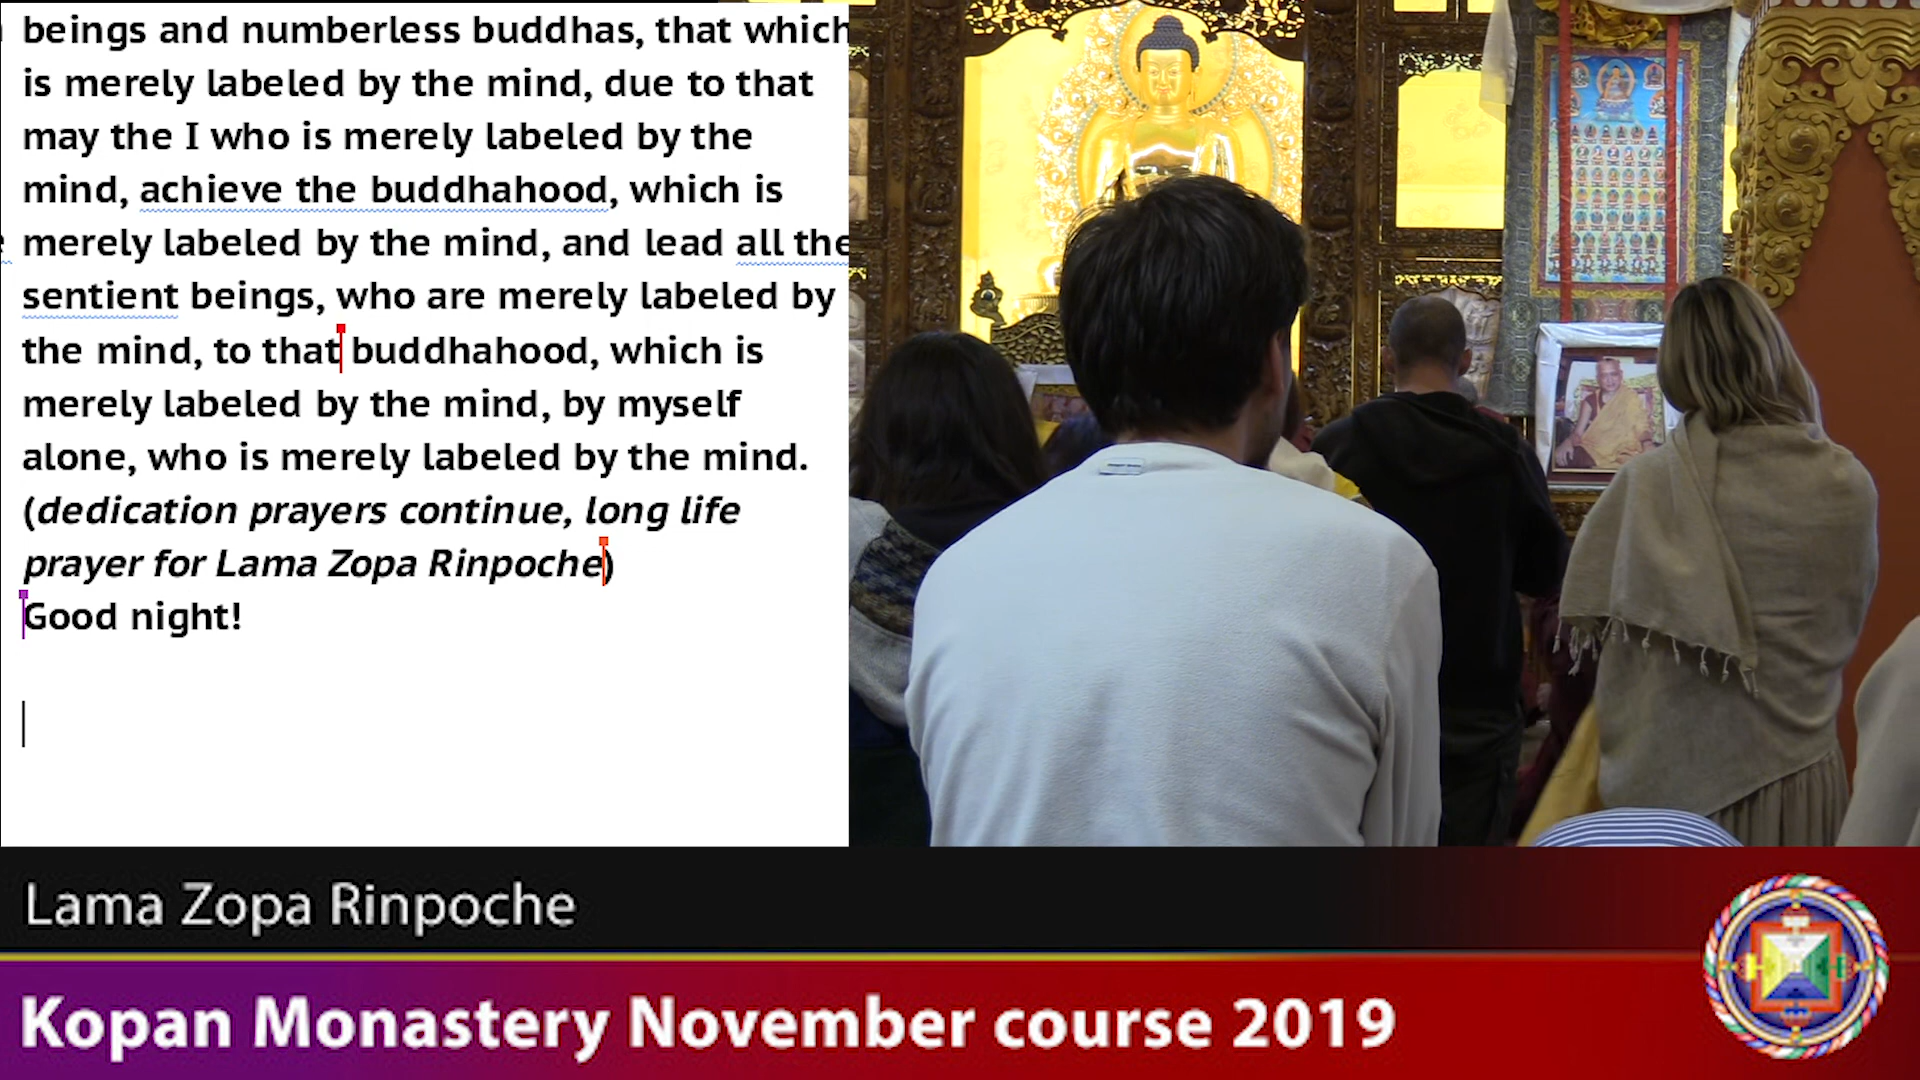 beings and numberless buddhas, that which
is merely labeled by the mind, due to that
may the I who is merely labeled by the
mind, achieve the buddhahood, which is
merely labeled by the mind, and lead all the
sentient beings, who are merely labeled by
the mind, to that buddhahood, which is
merely labeled by the mind, by myself
alone, who is merely labeled by the mind.
(dedication prayers continue, long life
prayer for Lama Zopa Rinpoche)
Good night!
Lama Zopa Rinpoche
Kopan Monastery November course 2019